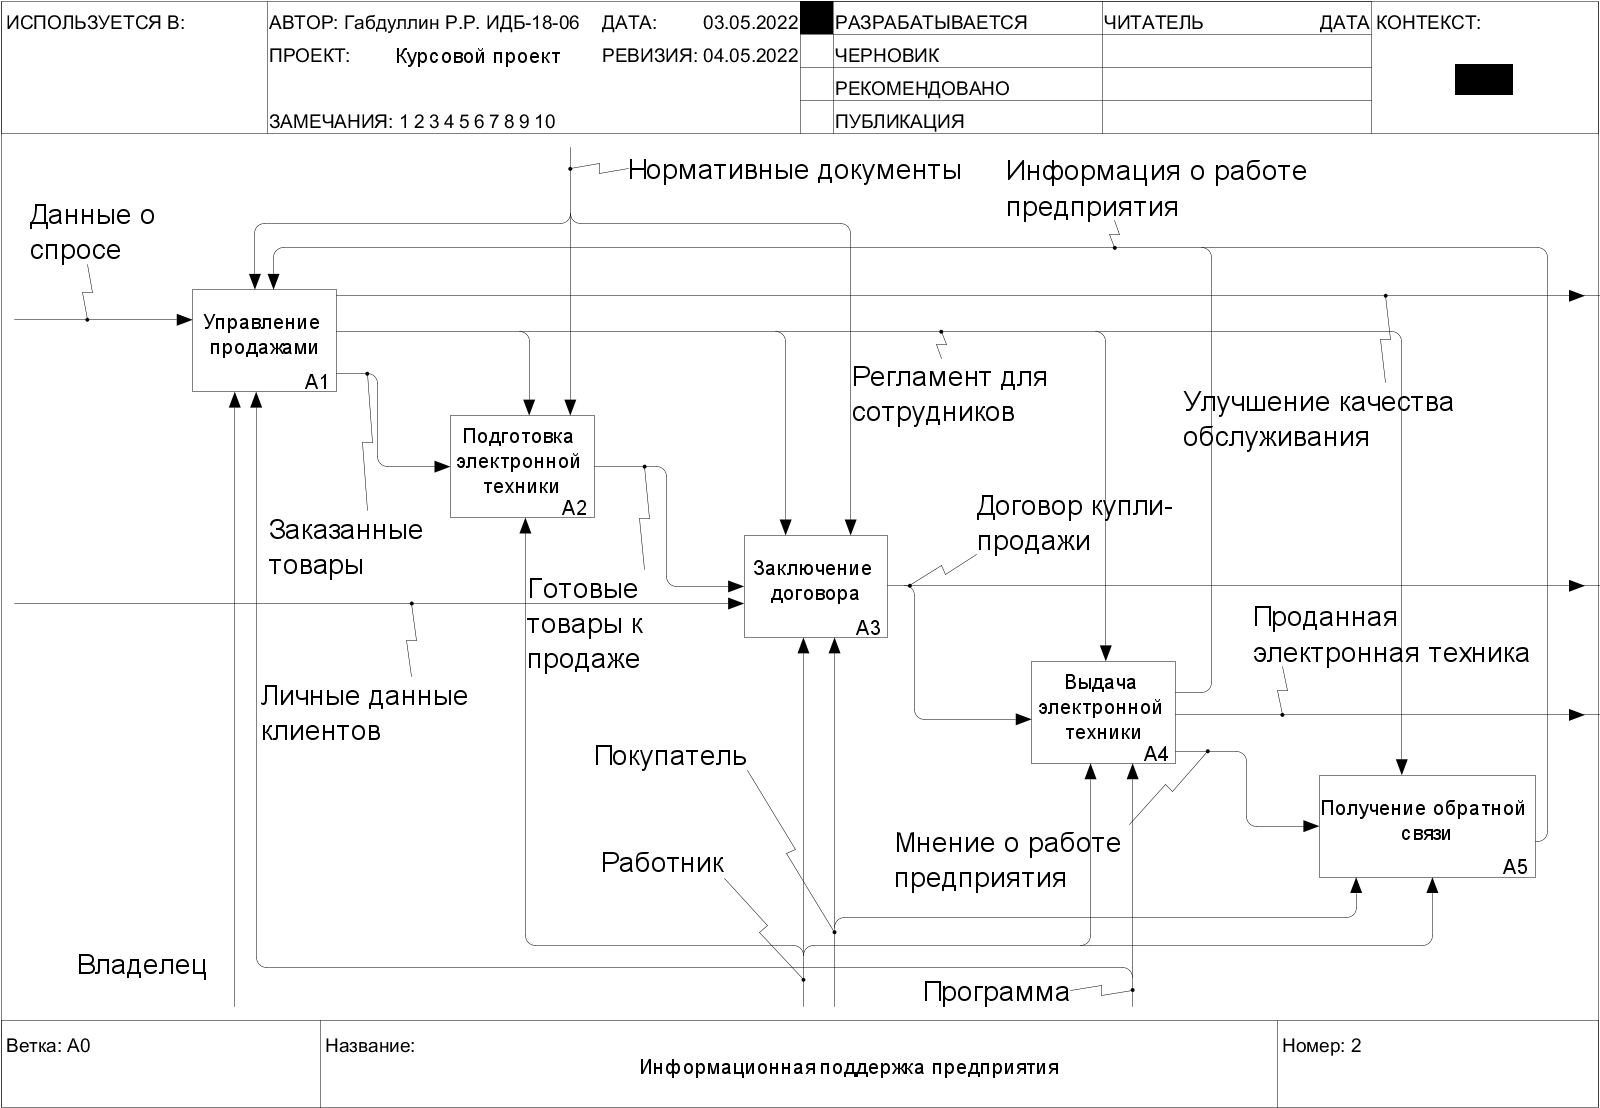 ИСПОЛЬЗУЕТСЯ В:
АВТОР: Габдуллин Р.Р. ИДБ-18-06
ДАТА: 03.05.2022
ПРОЕКТ: Курсовой проект
РЕВИЗИЯ: 04.05.2022
ЗАМЕЧАНИЯ: 1 2 3 4 5 6 7 8 9 10
РАЗРАБАТЫВАЕТСЯ
ЧЕРНОВИК
РЕКОМЕНДОВАНО
ПУБЛИКАЦИЯ
ЧИТАТЕЛЬ
ДАТА
КОНТЕКСТ:
Нормативные документы
Информация о работе
предприятия
Данные о
спросе
Управление
продажами
A1
Регламент для
сотрудников
Улучшение качества
обслуживания
Подготовка
электронной
техники
A2
Заказанные
товары
Договор купли-
продажи
Заключение
договора
A3
Готовые
товары к
продаже
Проданная
электронная техника
Личные данные
клиентов
Выдача
электронной
техники
A4
Покупатель
Получение обратной
связи
A5
Мнение о работе
предприятия
Работник
Владелец
Программа
Ветка: A0
Название:
Информационная поддержка предприятия
Номер: 2